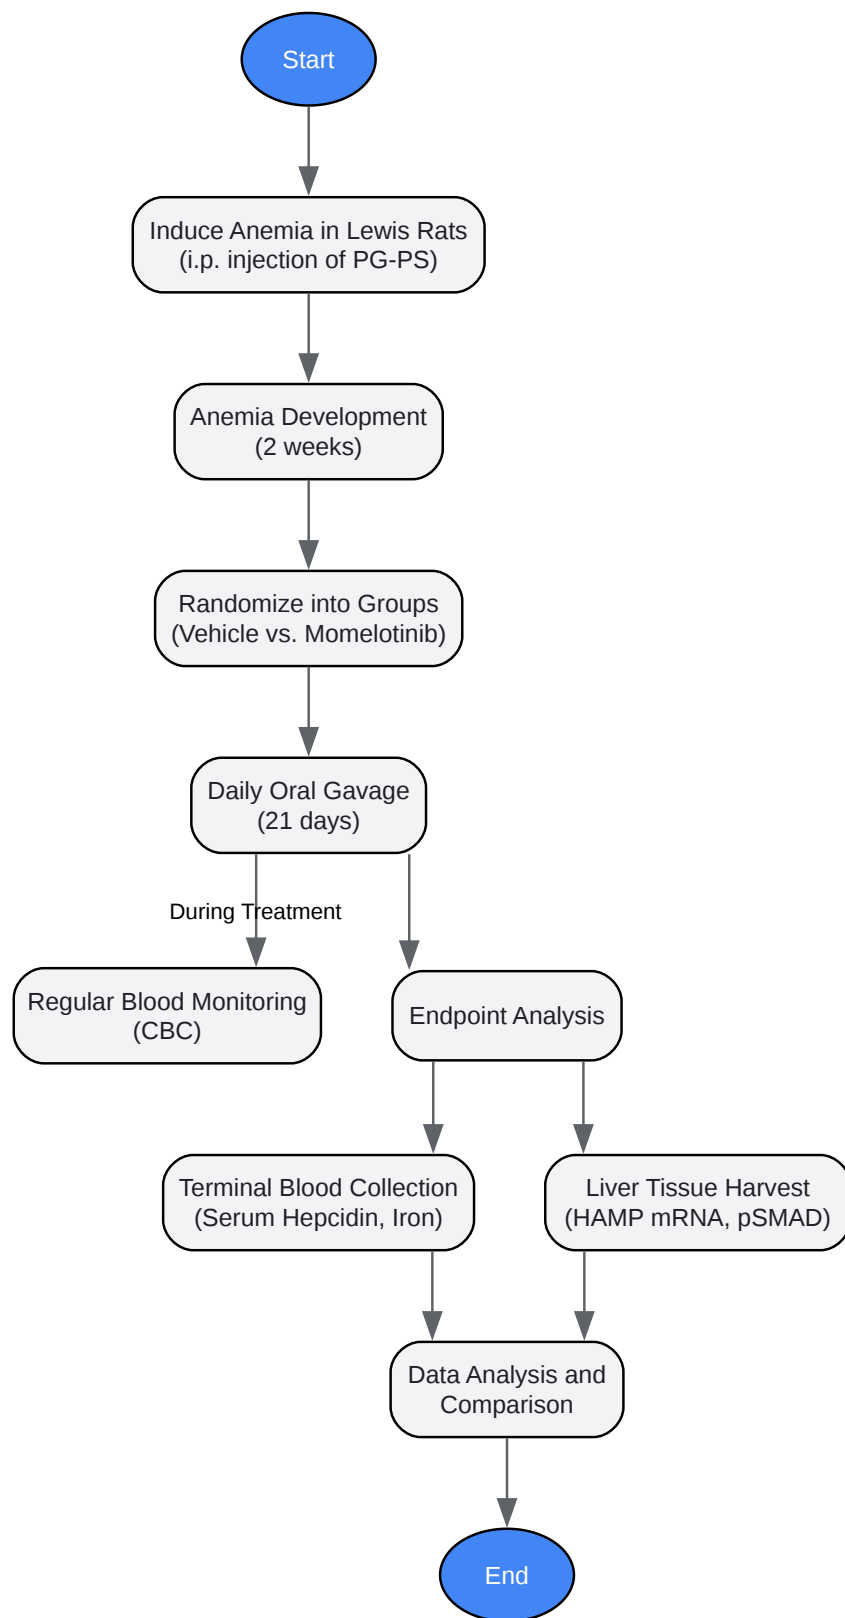 Start
Induce Anemia in Lewis Rats
(i.p. injection of PG-PS)
Anemia Development
(2 weeks)
Randomize into Groups
(Vehicle vs. Momelotinib)
Daily Oral Gavage
(21 days)
During Treatment
Regular Blood Monitoring
(CBC)
Endpoint Analysis
Terminal Blood Collection
(Serum Hepcidin, Iron)
Liver Tissue Harvest
(HAMP mRNA, pSMAD)
Data Analysis and
Comparison
End